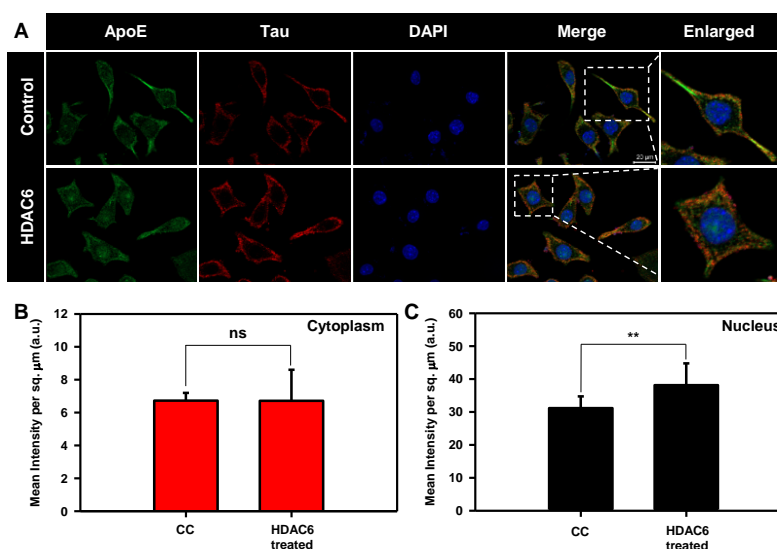 A
ApoE
Tau
DAPI
Merge
Enlarged
Control
20 µm
HDAC6
B
Mean Intensity per sq. µm (a.u.)
12
10
8
6
4
2
0
Cytoplasm
ns
CC
HDAC6
treated
C
Mean Intensity per sq. µm (a.u.)
60
50
40
30
20
10
0
Nucleus
**
CC
HDAC6
treated